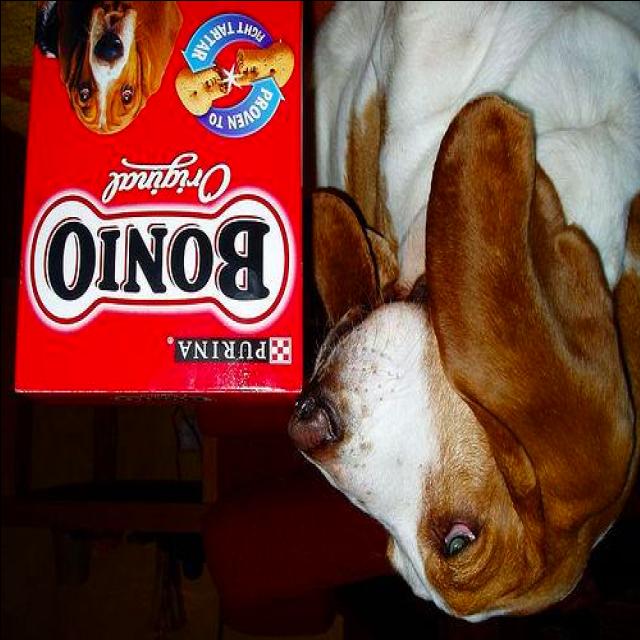 PURINA®
BONIO
Original
PROVEN TO
FIGHT TARTAR